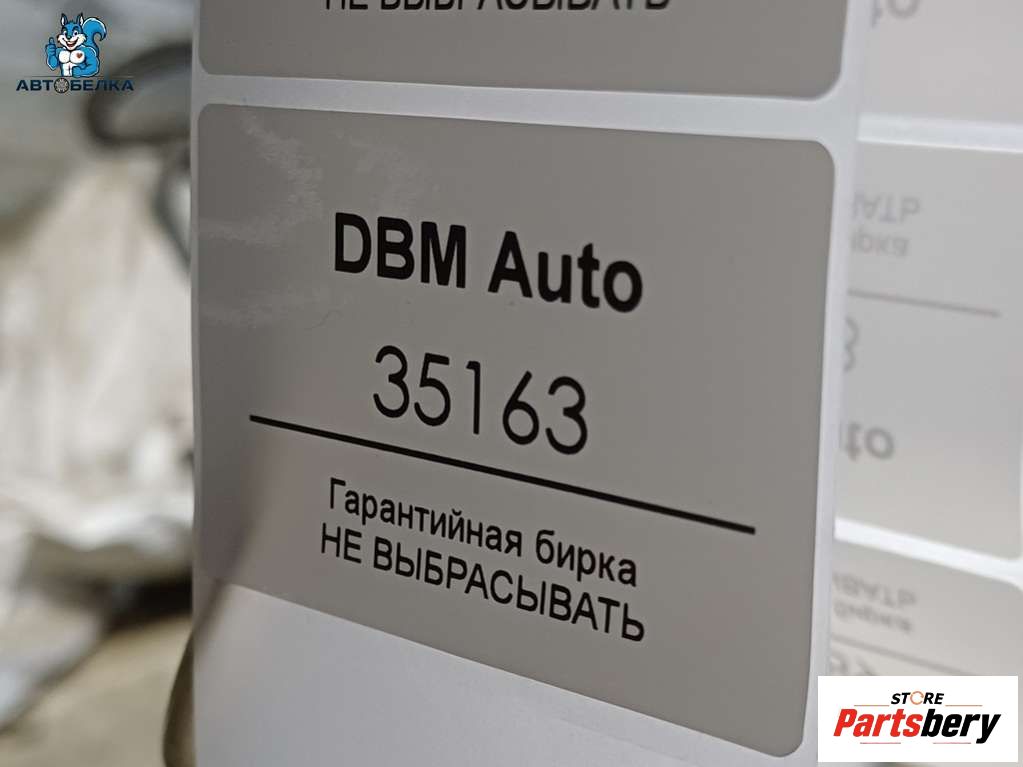 НЕ ВЫБРАСЫВАТЬ
АВТОБЕЛКА
DBM Auto
35163
Гарантийная бирка
НЕ ВЫБРАСЫВАТЬ
STORE
Partsbery